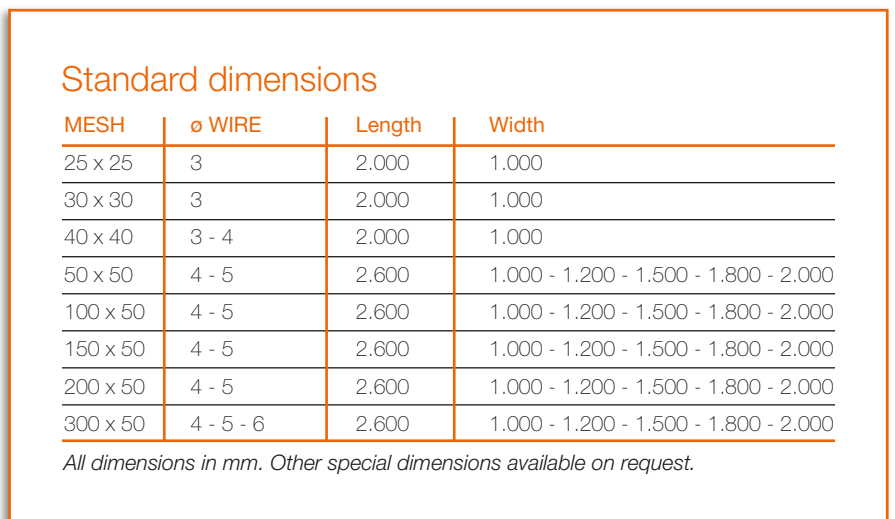 Standard dimensions
MESH ø WIRE Length Width
25 x 25 3 2.000 1.000
30 x 30 3 2.000 1.000
40 x 40 3 - 4 2.000 1.000
50 x 50 4 - 5 2.600 1.000 - 1.200 - 1.500 - 1.800 - 2.000
100 x 50 4 - 5 2.600 1.000 - 1.200 - 1.500 - 1.800 - 2.000
150 x 50 4 - 5 2.600 1.000 - 1.200 - 1.500 - 1.800 - 2.000
200 x 50 4 - 5 2.600 1.000 - 1.200 - 1.500 - 1.800 - 2.000
300 x 50 4 - 5 - 6 2.600 1.000 - 1.200 - 1.500 - 1.800 - 2.000
All dimensions in mm. Other special dimensions available on request.